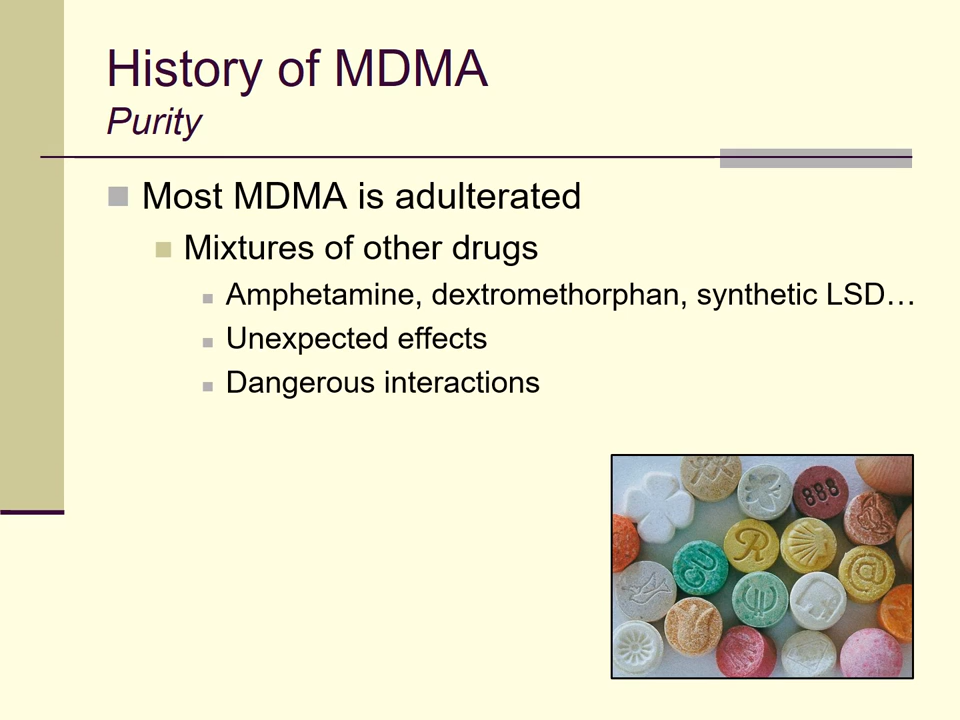 History of MDMA
Purity
Most MDMA is adulterated
Mixtures of other drugs
Amphetamine, dextromethorphan, synthetic LSD…
Unexpected effects
Dangerous interactions
888
R
@